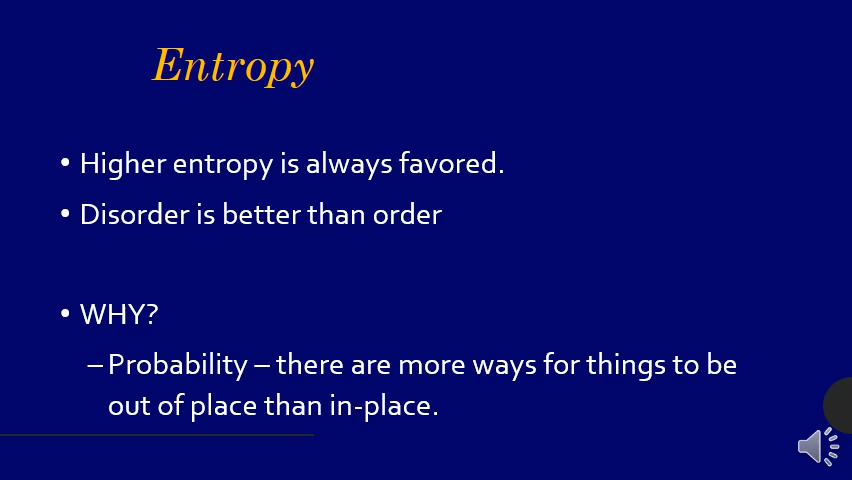 Entropy
• Higher entropy is always favored.
• Disorder is better than order
• WHY?
– Probability – there are more ways for things to be
out of place than in-place.